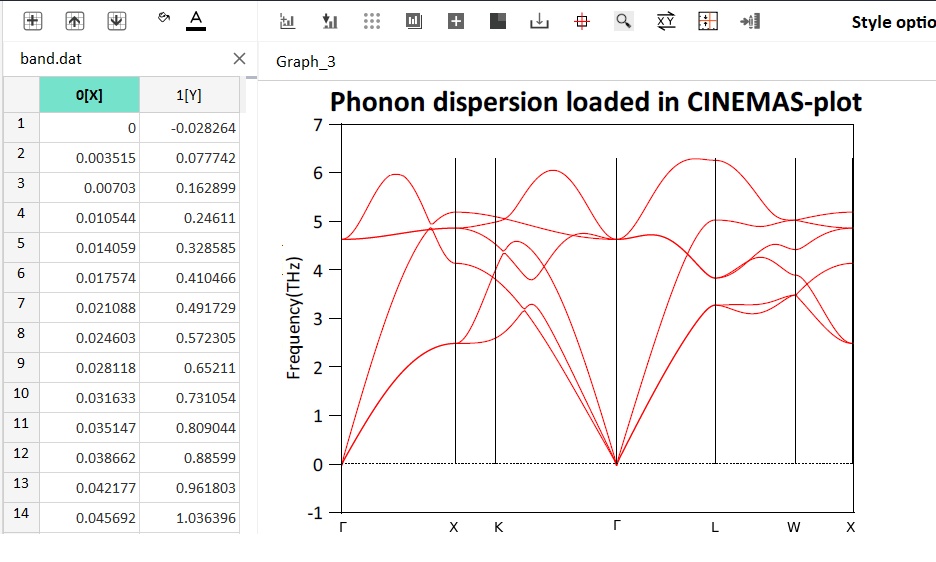 A
XY
Style optio
band.dat
Graph_3
0[X] 1[Y]
1 0 -0.028264
2 0.003515 0.077742
3 0.00703 0.162899
4 0.010544 0.24611
5 0.014059 0.328585
6 0.017574 0.410466
7 0.021088 0.491729
8 0.024603 0.572305
9 0.028118 0.65211
10 0.031633 0.731054
11 0.035147 0.809044
12 0.038662 0.88599
13 0.042177 0.961803
14 0.045692 1.036396
Phonon dispersion loaded in CINEMAS-plot
7
6
5
4
3
2
1
0
-1
Frequency(THz)
Γ X K Γ L W X